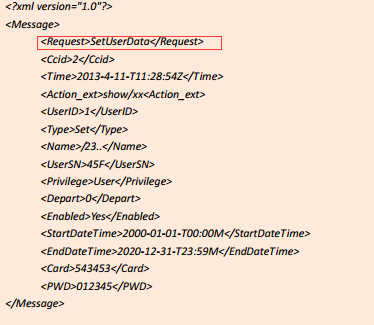 <?xml version="1.0"?>
<Message>
<Request>SetUserData</Request>
<Ccid>2</Ccid>
<Time>2013-4-11-T11:28:54Z</Time>
<Action_ext>show/xx<Action_ext>
<UserID>1</UserID>
<Type>Set</Type>
<Name>/23..</Name>
<UserSN>45F</UserSN>
<Privilege>User</Privilege>
<Depart>0</Depart>
<Enabled>Yes</Enabled>
<StartDateTime>2000-01-01-T00:00M</StartDateTime>
<EndDateTime>2020-12-31-T23:59M</EndDateTime>
<Card>543453</Card>
<PWD>012345</PWD>
</Message>